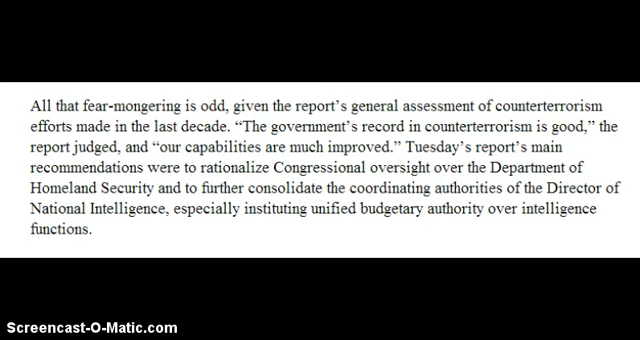 All that fear-mongering is odd, given the report's general assessment of counterterrorism
efforts made in the last decade. “The government's record in counterterrorism is good,” the
report judged, and “our capabilities are much improved.” Tuesday's report's main
recommendations were to rationalize Congressional oversight over the Department of
Homeland Security and to further consolidate the coordinating authorities of the Director of
National Intelligence, especially instituting unified budgetary authority over intelligence
functions.
Screencast-O-Matic.com